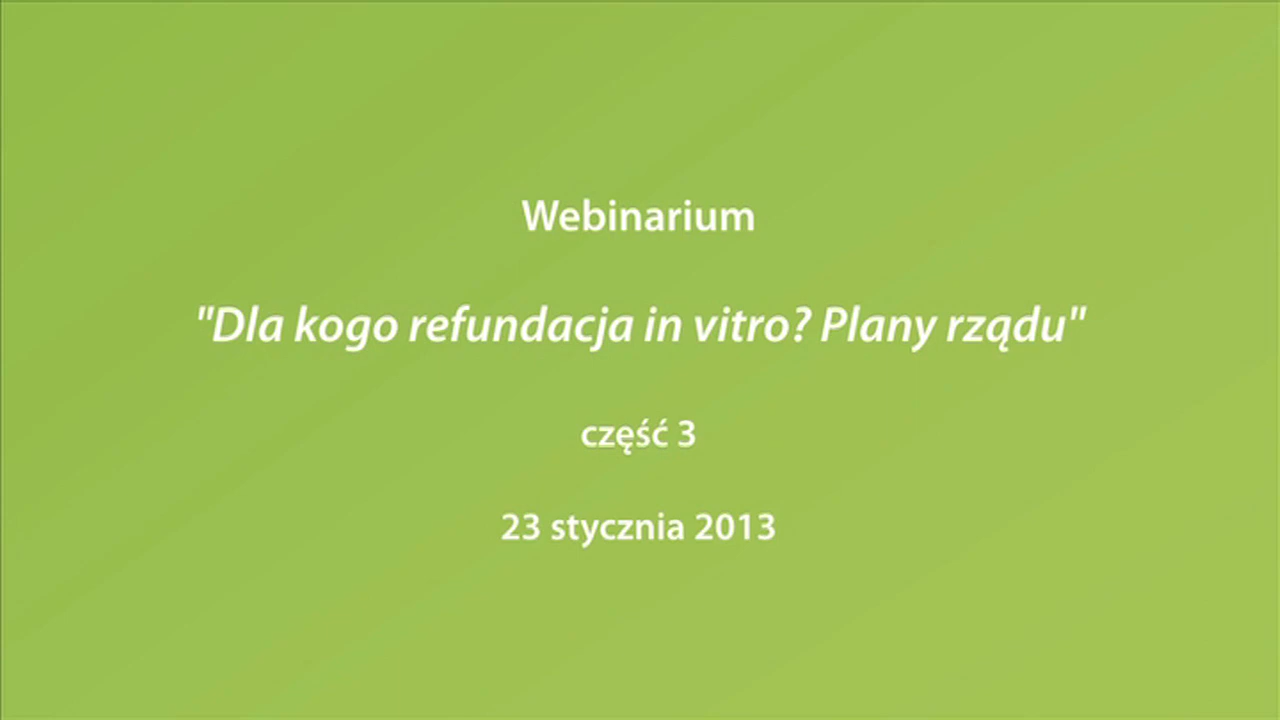 Webinarium
"Dla kogo refundacja in vitro? Plany rządu"
część 3
23 stycznia 2013